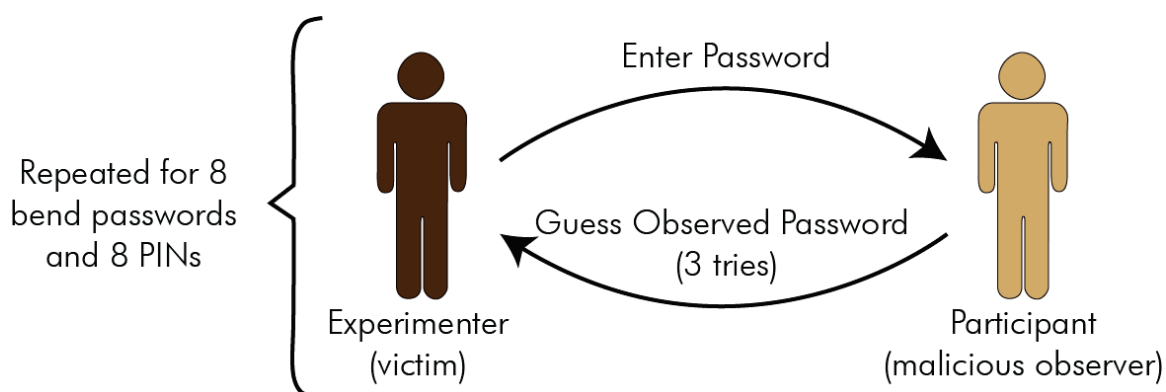 Repeated for 8
bend passwords
and 8 PINs
Enter Password
Guess Observed Password
(3 tries)
Experimenter
(victim)
Participant
(malicious observer)